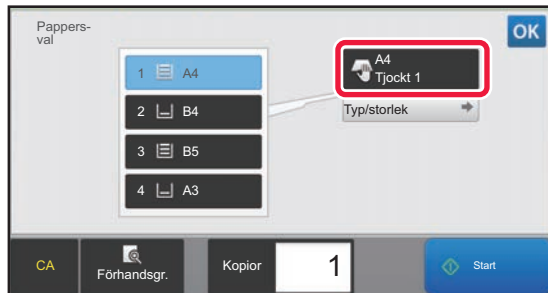 Pappers-
val
OK
1 A4
2 B4
3 B5
4 A3
A4
Tjockt 1
Typ/storlek
CA
Förhandsgr.
Kopior
1
Start